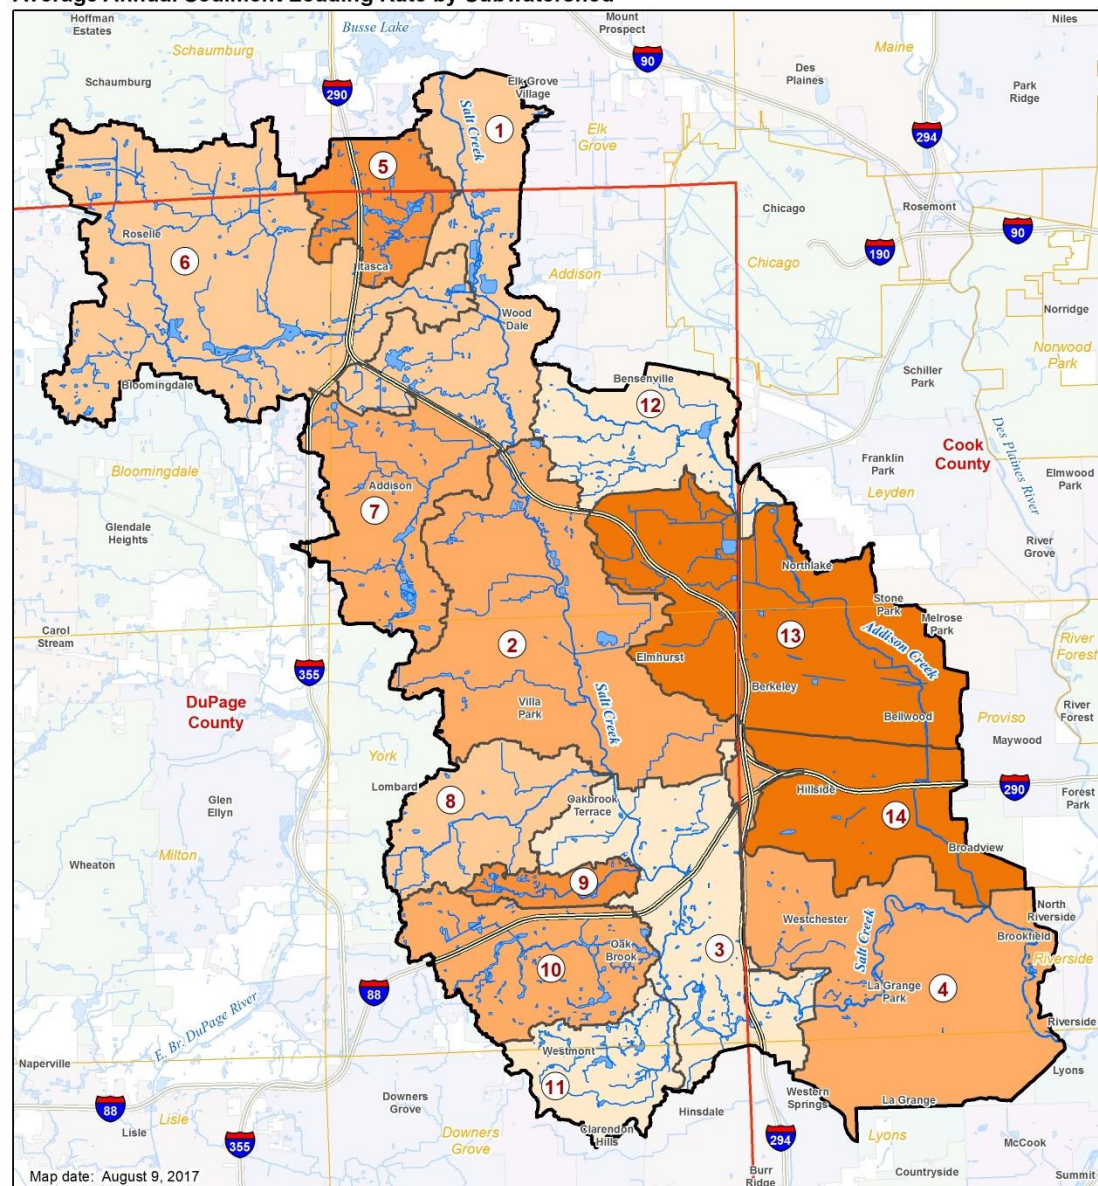 Average Annual Sediment Loading Rate by Subwatershed
Hoffman
Estates
Schaumburg
Busse Lake
Mount
Prospect
Niles
Maine
90
Des
Plaines
Schaumburg
290
Elk Grove
Village
Park
Ridge
Salt Creek
1
Elk
Grove
294
5
Chicago
Rosemont
Roselle
90
6
190
Itasca
Addison
Chicago
Norridge
Wood
Dale
Norwood
Park
Schiller
Park
Bloomingdale
Bensenville
12
Des Plaines River
Cook
County
Franklin
Park
Elmwood
Park
Bloomingdale
Addison
Leyden
7
Glendale
Heights
River
Grove
Northlake
Stone
Park
Melrose
Park
Carol
Stream
13
2
Addison Creek
River
Forest
Elmhurst
355
Berkeley
DuPage
County
Salt Creek
Villa
Park
Bellwood
Proviso
River
Forest
Maywood
York
Lombard
Hillside
290
Glen
Ellyn
8
Oakbrook
Terrace
Forest
Park
14
Broadview
Wheaton
Milton
9
North
Riverside
Westchester
Salt Creek
Brookfield
Oak
Brook
3
Riverside
10
La Grange
Park
4
88
E. Br. DuPage River
Riverside
Naperville
Westmont
Lyons
11
Western
Springs
Downers
Grove
La Grange
88
Lisle
Hinsdale
Lisle
355
Downers
Grove
Clarendon
Hills
294
Lyons
McCook
Burr
Ridge
Countryside
Summit
Map date: August 9, 2017